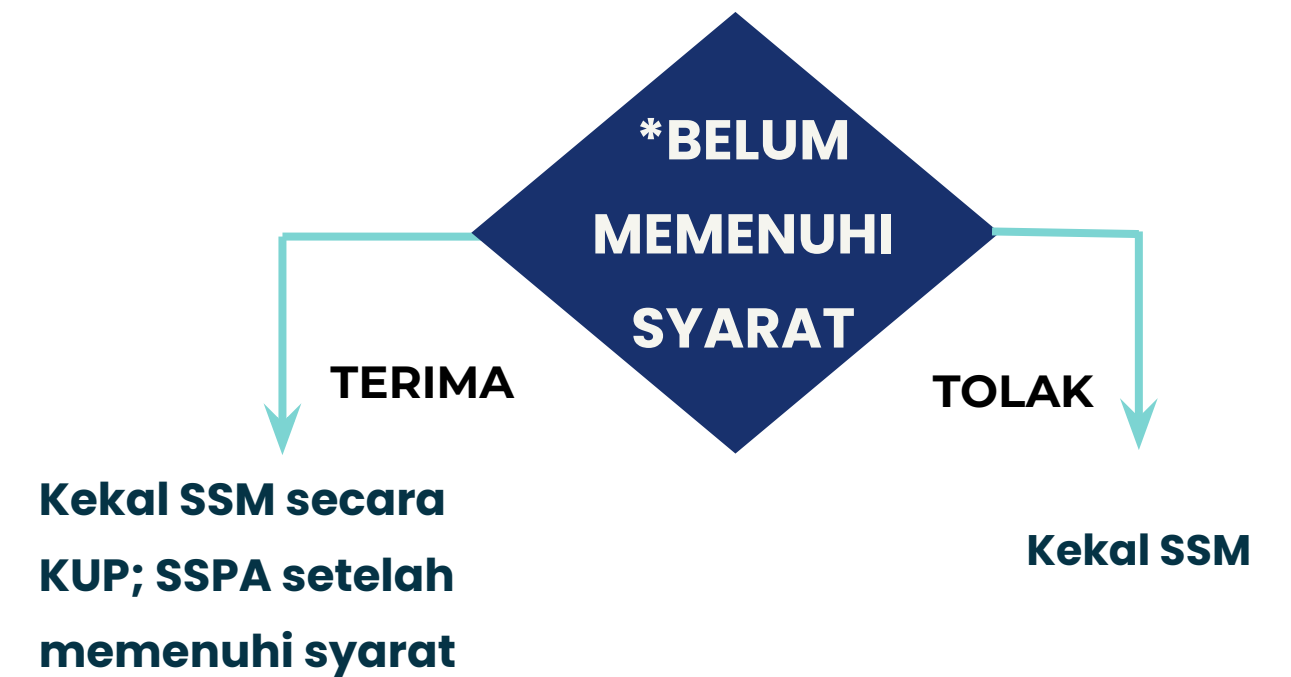 *BELUM
MEMENUHI
SYARAT
TERIMA
TOLAK
Kekal SSM secara
KUP; SSPA setelah
memenuhi syarat
Kekal SSM